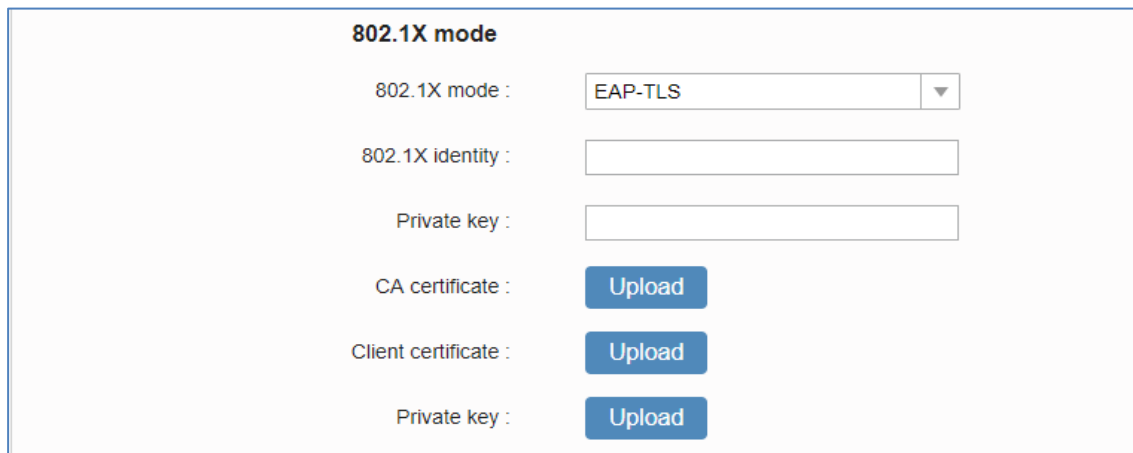 802.1X mode
802.1X mode : EAP-TLS
802.1X identity :
Private key :
CA certificate : Upload
Client certificate : Upload
Private key : Upload